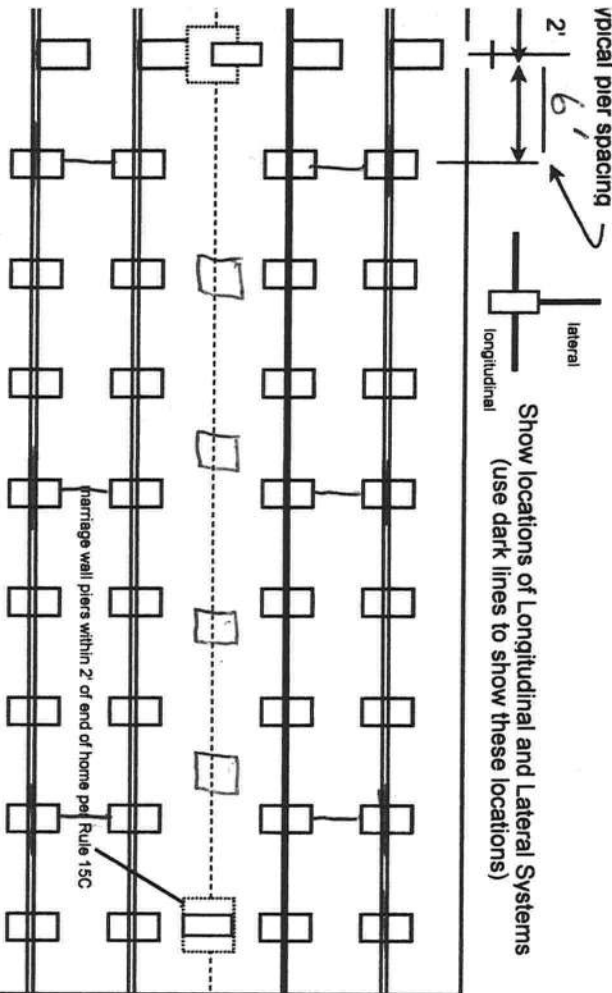 ypical pier spacing
2'
6'
lateral
longitudinal
Show locations of Longitudinal and Lateral Systems
(use dark lines to show these locations)
marriage wall piers within 2' of end of home per Rule 15C